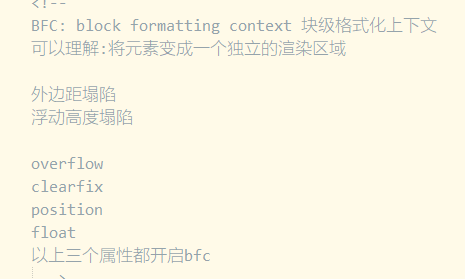 <!--
BFC: block formatting context 块级格式化上下文
可以理解:将元素变成一个独立的渲染区域
外边距塌陷
浮动高度塌陷
overflow
clearfix
position
float
以上三个属性都开启bfc
-->